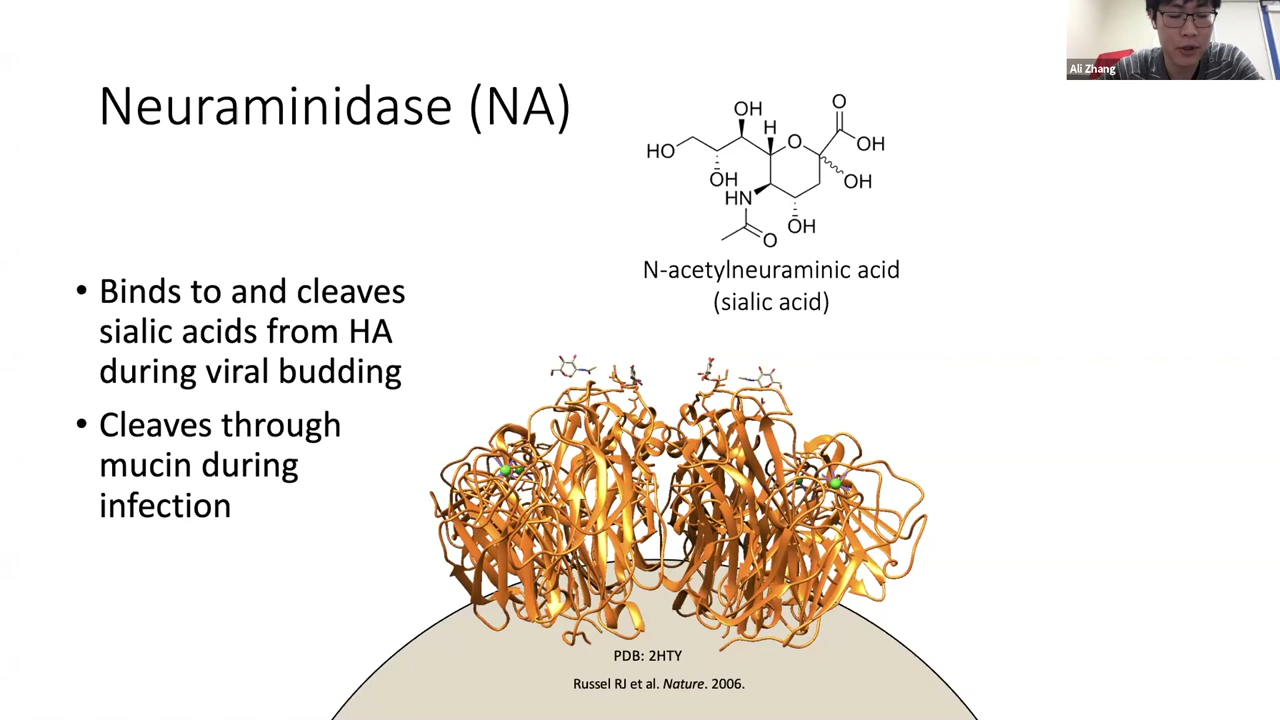 Ali Zhang
Neuraminidase (NA)
OH
O
H
O
OH
HO
OH
HN
OH
OH
O
N-acetylneuraminic acid
(sialic acid)
• Binds to and cleaves
sialic acids from HA
during viral budding
• Cleaves through
mucin during
infection
PDB: 2HTY
Russel RJ et al. Nature. 2006.